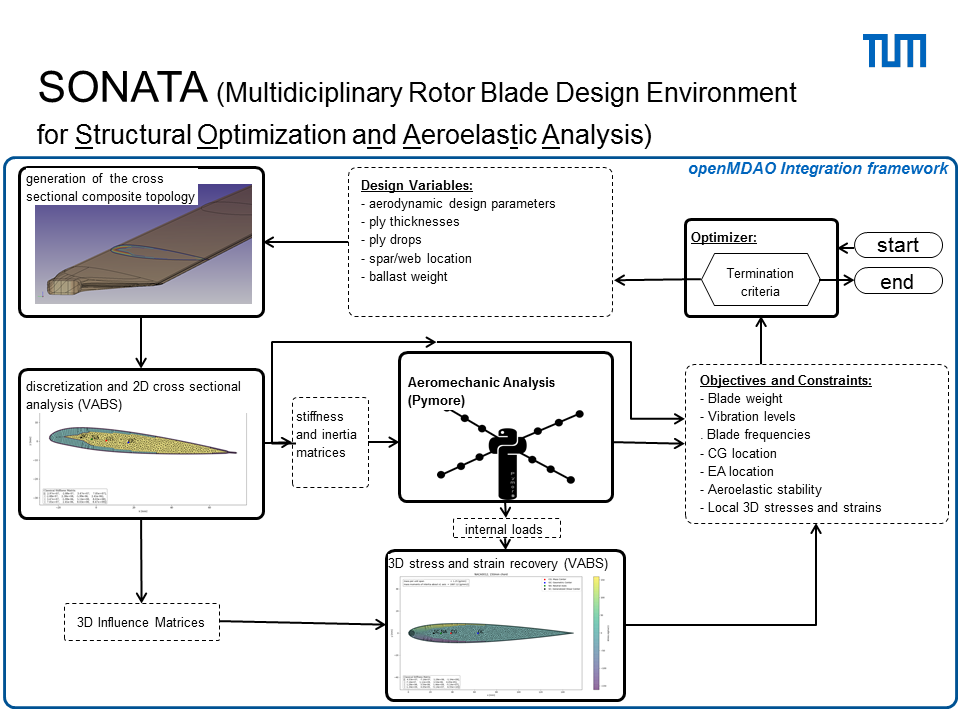 TUM
SONATA (Multidiciplinary Rotor Blade Design Environment
for Structural Optimization and Aeroelastic Analysis)
openMDAO Integration framework
generation of the cross
sectional composite topology
Design Variables:
- aerodynamic design parameters
- ply thicknesses
- ply drops
- spar/web location
- ballast weight
Optimizer:
Termination
criteria
start
end
discretization and 2D cross sectional
analysis (VABS)
stiffness
and inertia
matrices
Aeromechanic Analysis
(Pymore)
Objectives and Constraints:
- Blade weight
- Vibration levels
. Blade frequencies
- CG location
- EA location
- Aeroelastic stability
- Local 3D stresses and strains
internal loads
3D stress and strain recovery (VABS)
3D Influence Matrices